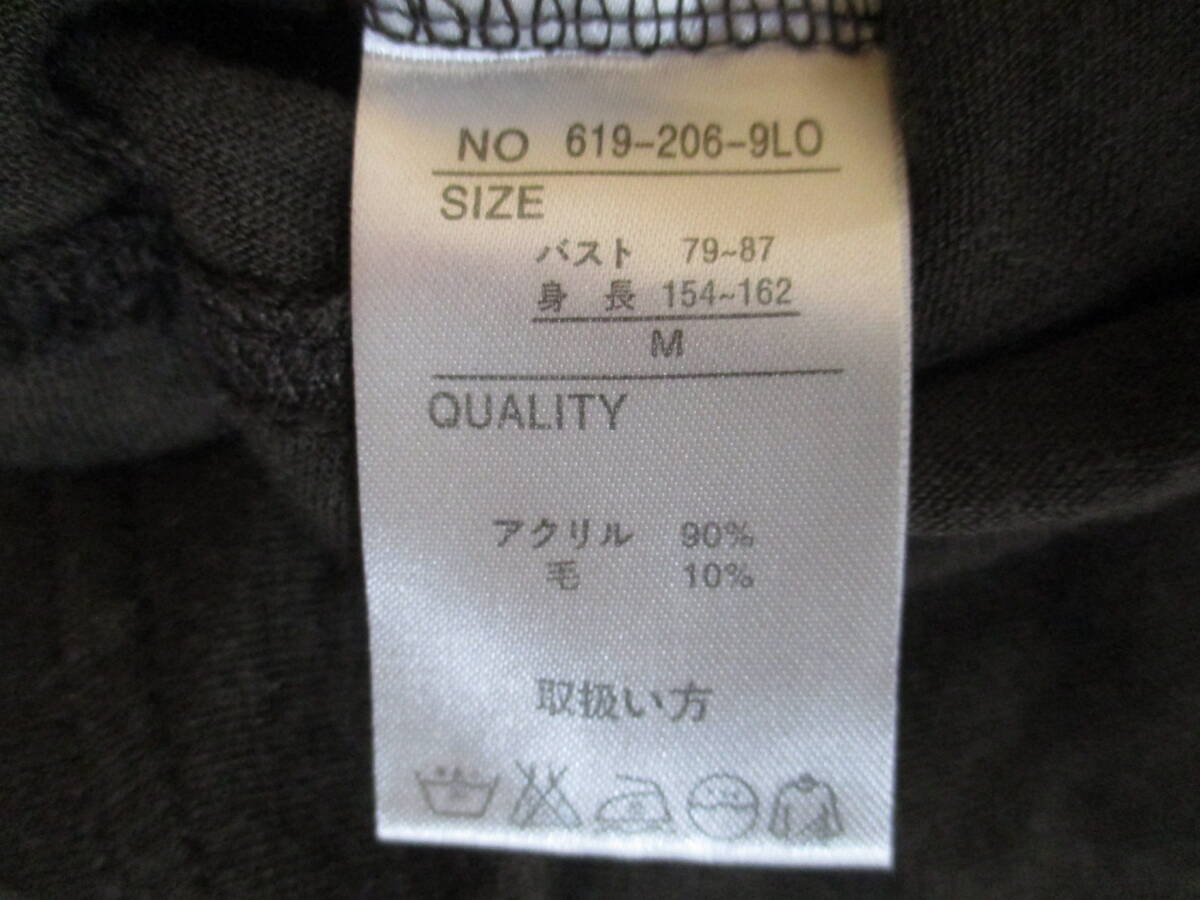 NO 619-206-9LO
SIZE
バスト 79~87
身長 154~162
M
QUALITY
アクリル 90%
毛 10%
取扱い方